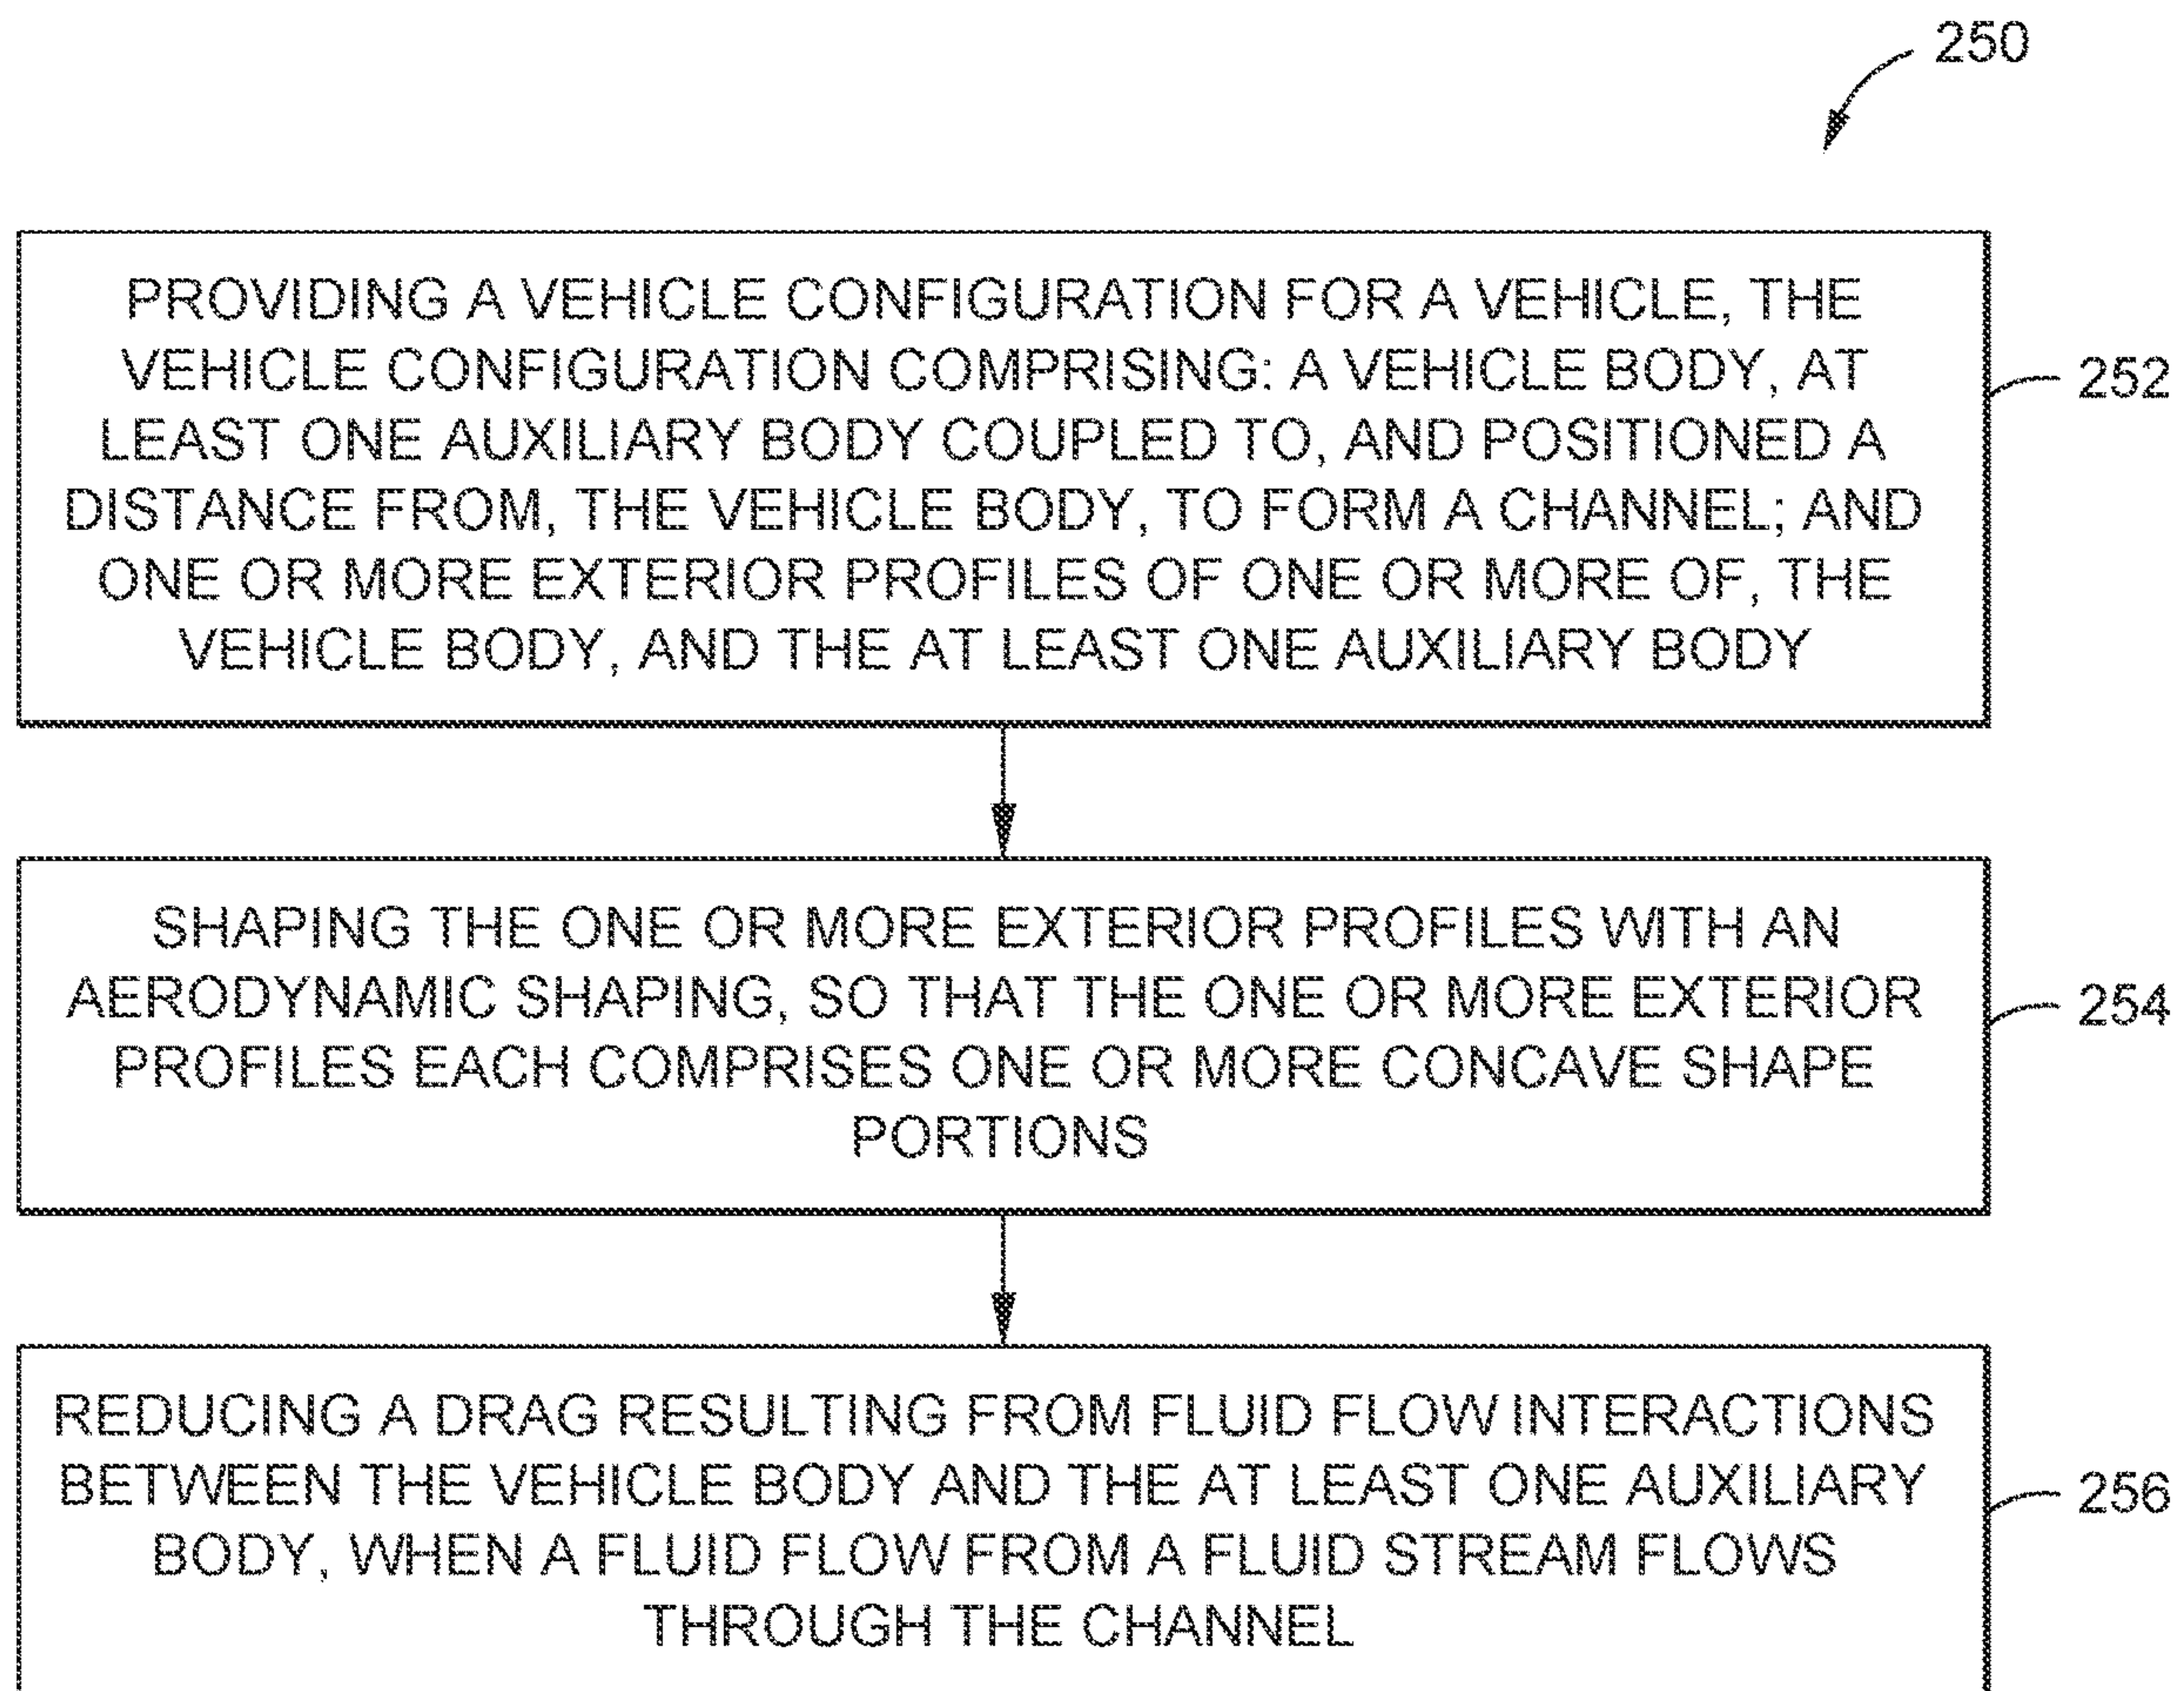 250
PROVIDING A VEHICLE CONFIGURATION FOR A VEHICLE, THE
VEHICLE CONFIGURATION COMPRISING: A VEHICLE BODY, AT
LEAST ONE AUXILIARY BODY COUPLED TO, AND POSITIONED A
DISTANCE FROM, THE VEHICLE BODY, TO FORM A CHANNEL; AND
ONE OR MORE EXTERIOR PROFILES OF ONE OR MORE OF, THE
VEHICLE BODY, AND THE AT LEAST ONE AUXILIARY BODY
252
SHAPING THE ONE OR MORE EXTERIOR PROFILES WITH AN
AERODYNAMIC SHAPING, SO THAT THE ONE OR MORE EXTERIOR
PROFILES EACH COMPRISES ONE OR MORE CONCAVE SHAPE
PORTIONS
254
REDUCING A DRAG RESULTING FROM FLUID FLOW INTERACTIONS
BETWEEN THE VEHICLE BODY AND THE AT LEAST ONE AUXILIARY
BODY, WHEN A FLUID FLOW FROM A FLUID STREAM FLOWS
THROUGH THE CHANNEL
256